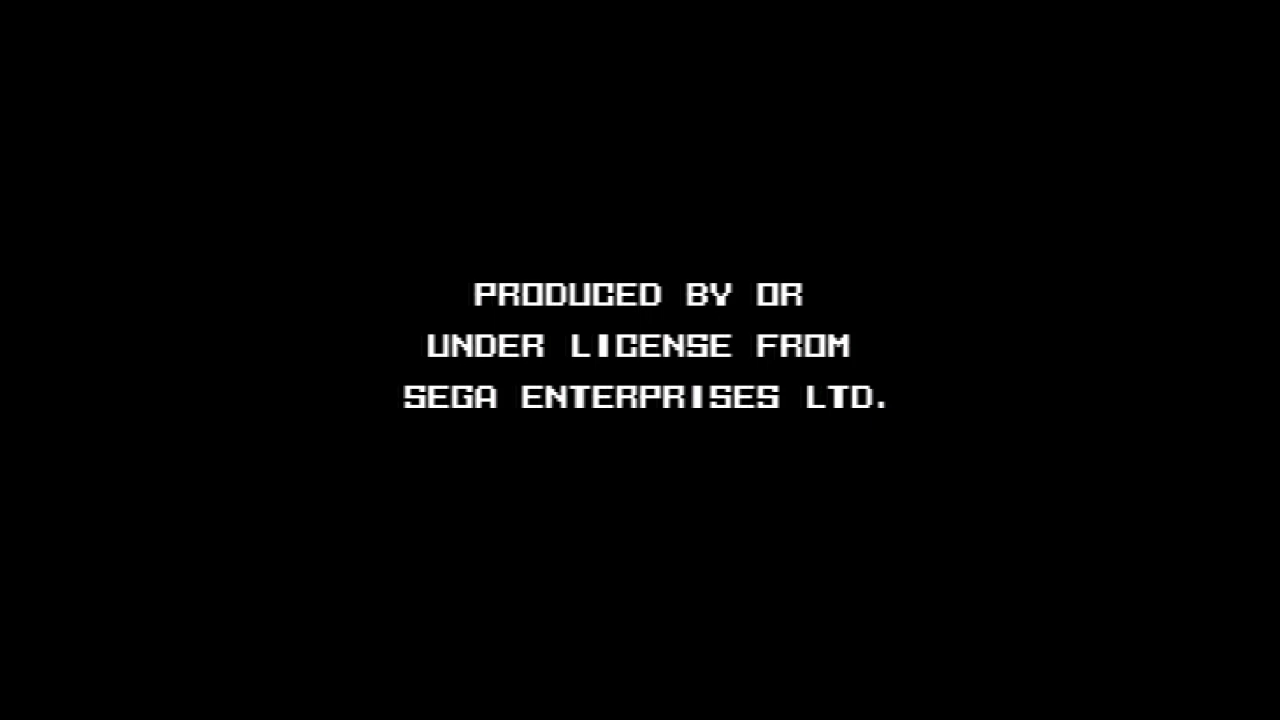 PRODUCED BY OR
UNDER LICENSE FROM
SEGA ENTERPRISES LTD.